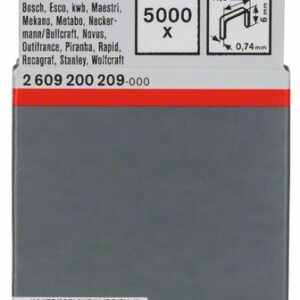 Bosch, Esco, kwb, Maestri,
Mekano, Metabo, Necker-
mann/Bullcraft, Novus,
Outifrance, Piranha, Rapid,
Recagraf, Stanley, Wolfcraft
5000
x
6 mm
0,74mm
2 609 200 209-000